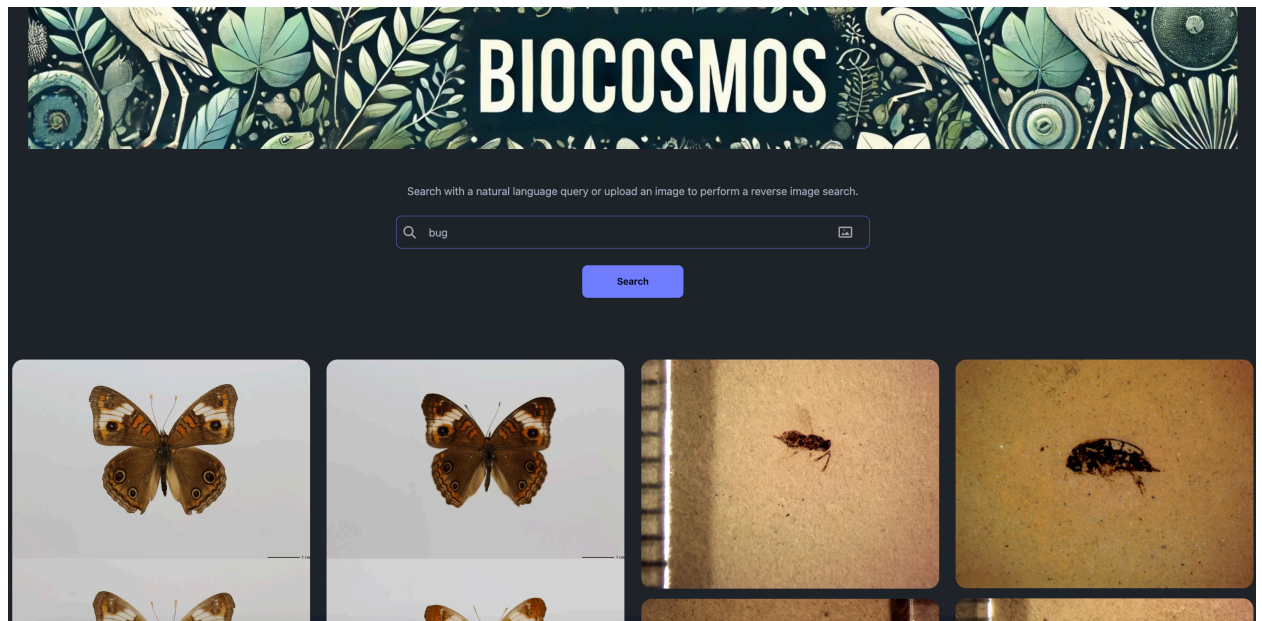 BIOCOSMOS
Search with a natural language query or upload an image to perform a reverse image search.
bug
Search